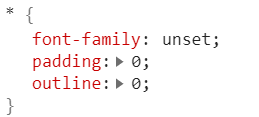 * {
font-family: unset;
padding:▶ 0;
outline:▶ 0;
}